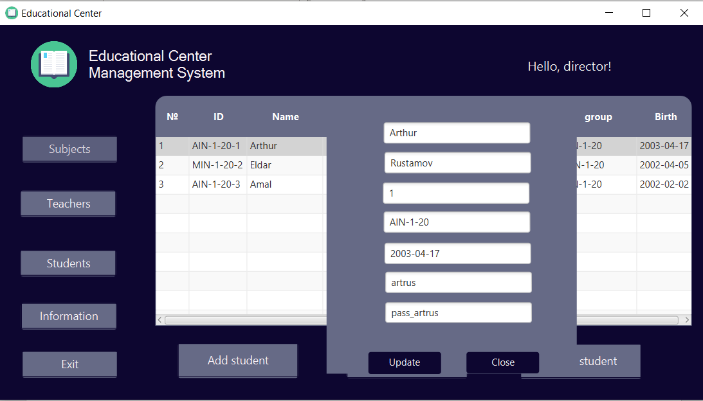 Educational Center
Educational Center
Management System
Hello, director!
№ ID Name group Birth
1 AIN-1-20-1 Arthur 1-20 2003-04-17
2 MIN-1-20-2 Eldar N-1-20 2002-04-05
3 AIN-1-20-3 Amal 1-20 2002-02-02
Arthur
Rustamov
1
AIN-1-20
2003-04-17
artrus
pass_artrus
Update
Close
Subjects
Teachers
Students
Information
Exit
Add student
student